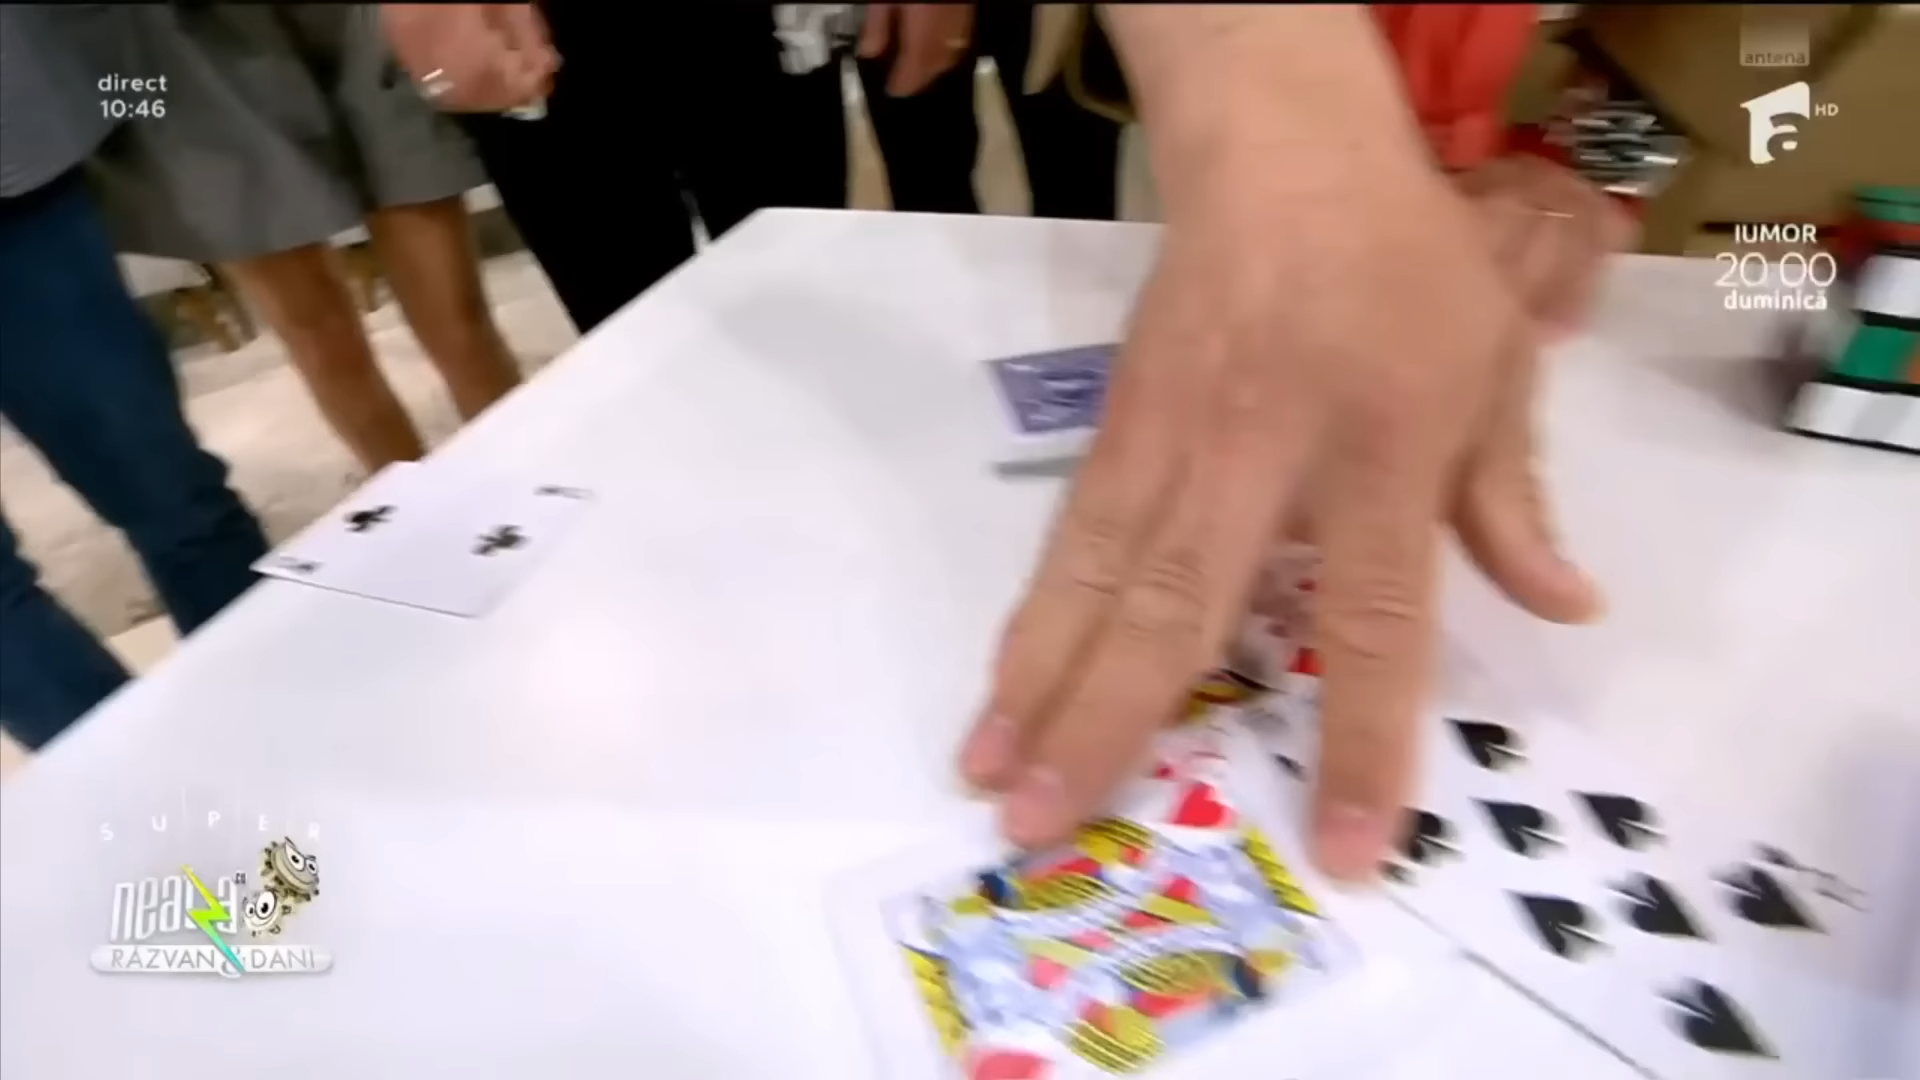 direct
10:46
antena
HD
IUMOR
20:00
duminică
SUPER
neatza
RĂZVAN & DANI